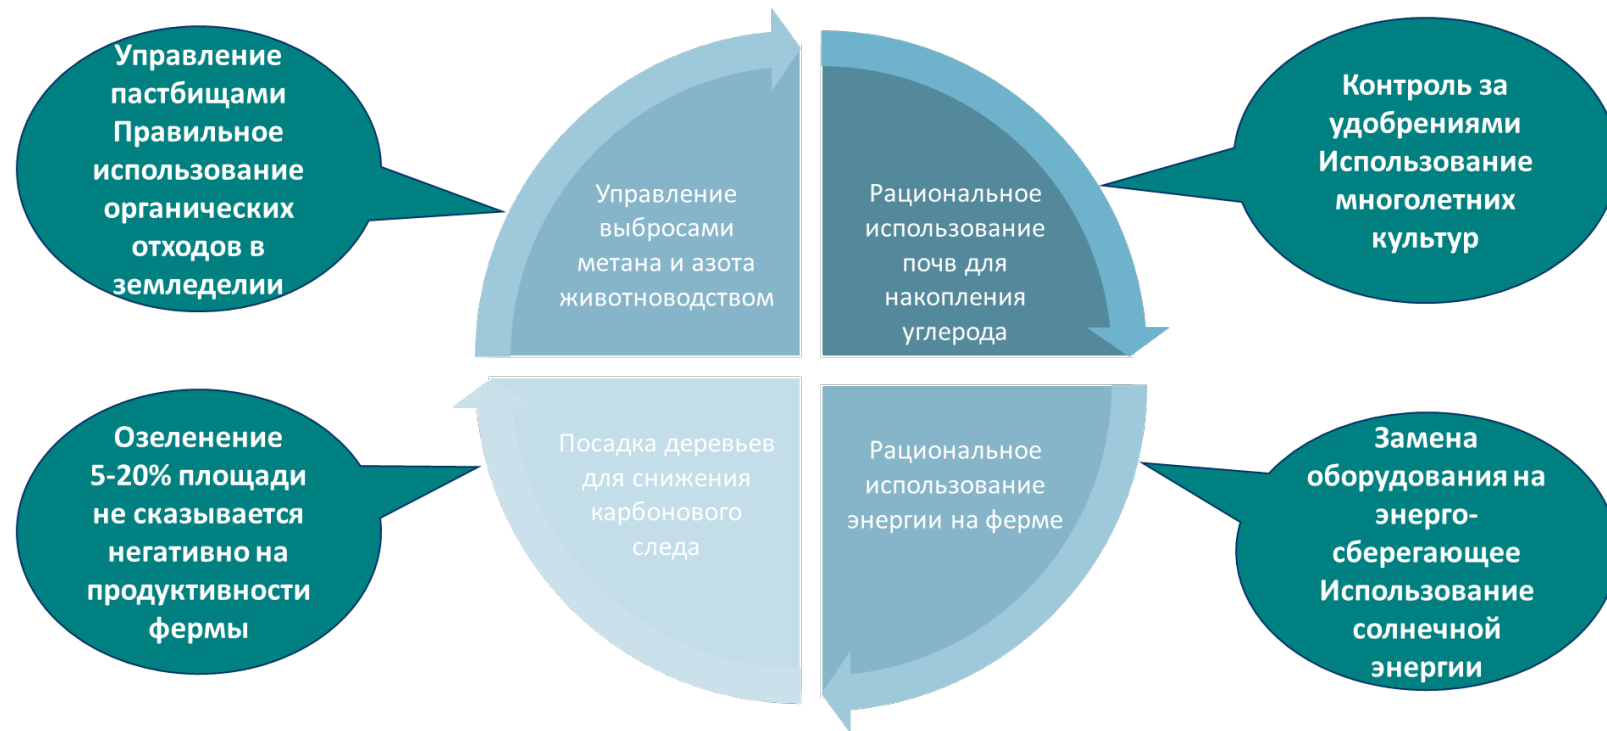 Управление
пастбищами
Правильное
использование
органических
отходов в
земледелии
Управление
выбросами
метана и азота
животноводством
Рациональное
использование
почв для
накопления
углерода
Контроль за
удобрениями
Использование
многолетних
культур
Озеленение
5-20% площади
не сказывается
негативно на
продуктивности
фермы
Посадка деревьев
для снижения
карбонового
следа
Рациональное
использование
энергии на ферме
Замена
оборудования на
энерго-
сберегающее
Использование
солнечной
энергии